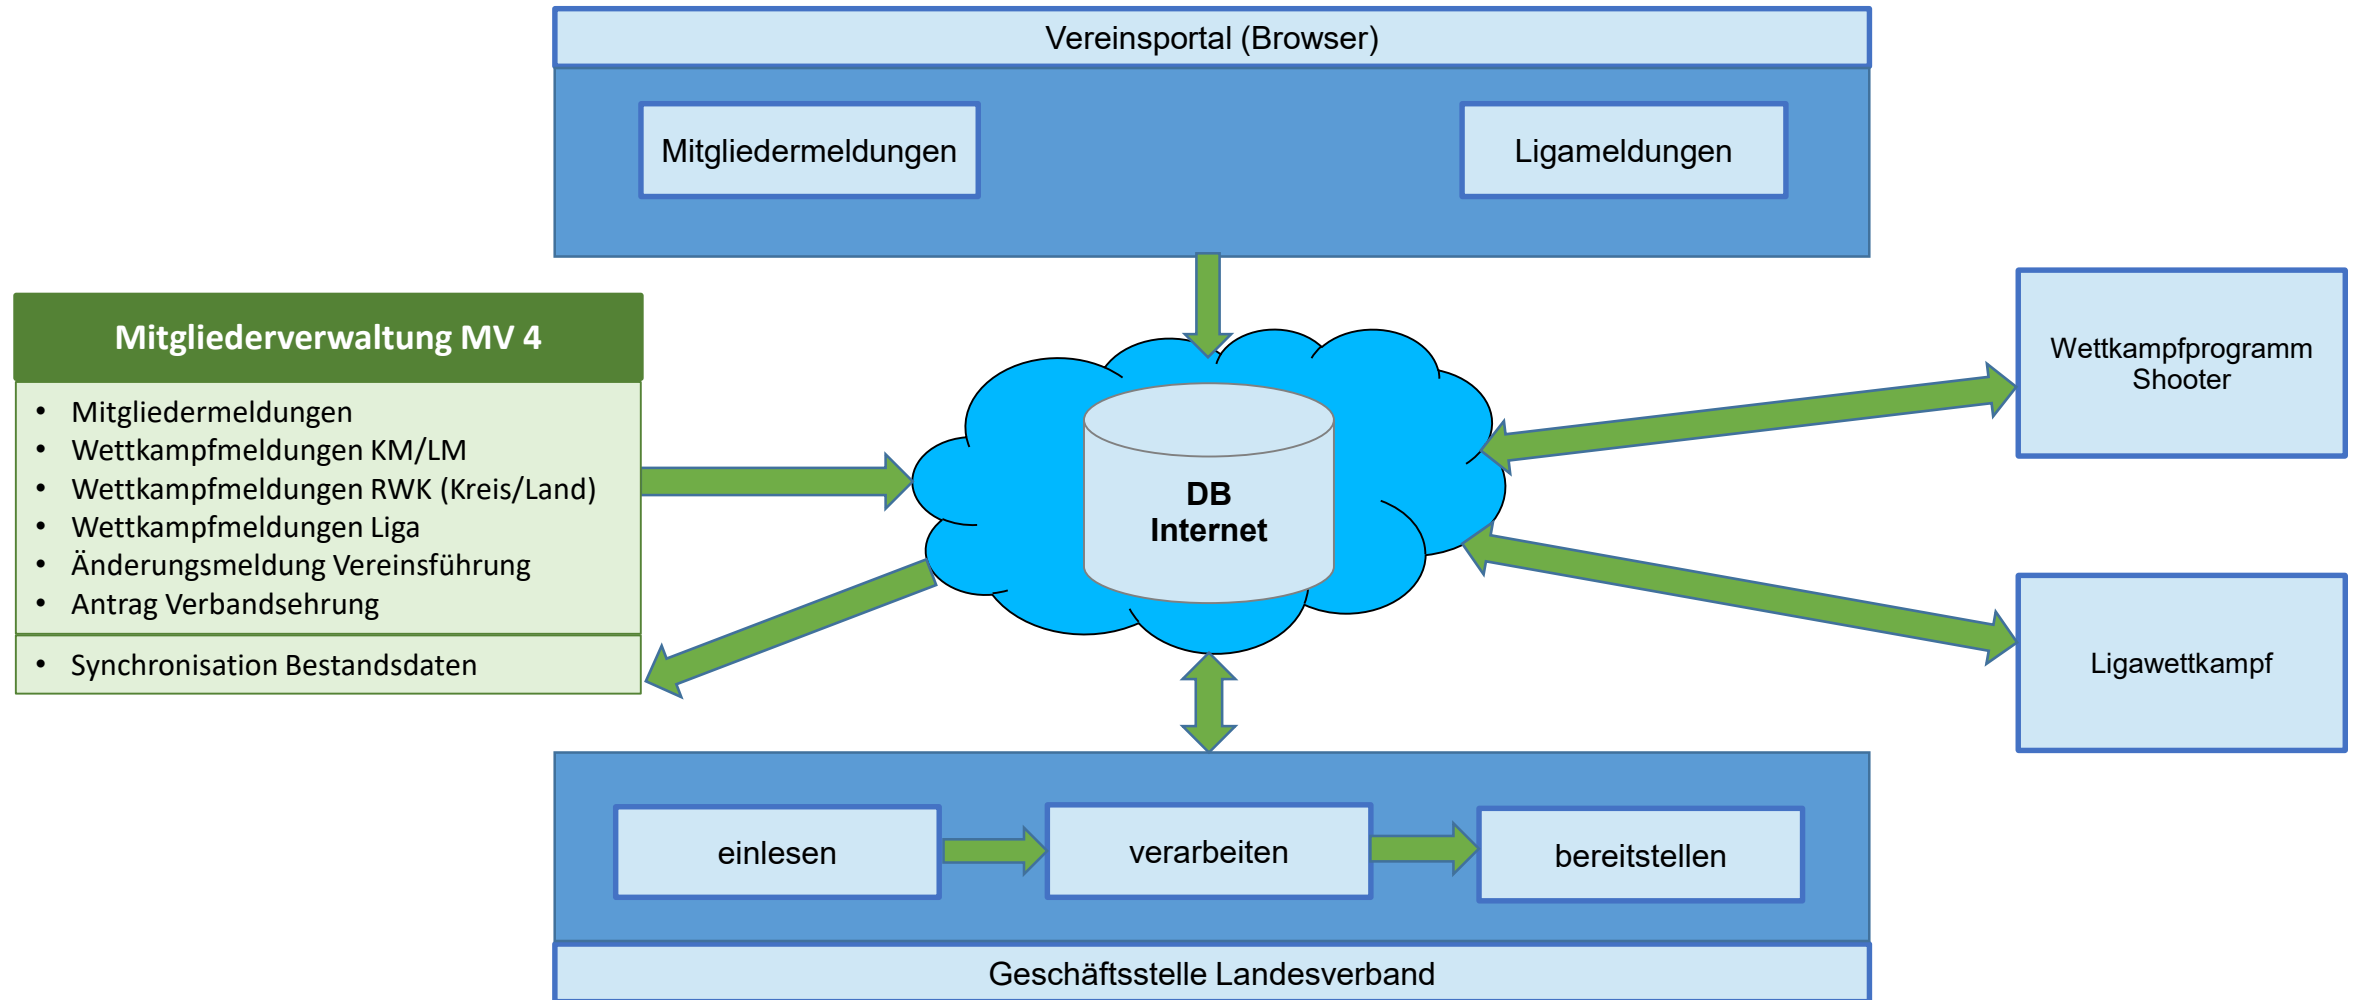 Vereinsportal (Browser)
Mitgliedermeldungen
Ligameldungen
Mitgliederverwaltung MV 4
• Mitgliedermeldungen
• Wettkampfmeldungen KM/LM
• Wettkampfmeldungen RWK (Kreis/Land)
• Wettkampfmeldungen Liga
• Änderungsmeldung Vereinsführung
• Antrag Verbandsehrung
• Synchronisation Bestandsdaten
DB
Internet
Wettkampfprogramm
Shooter
Ligawettkampf
einlesen
verarbeiten
bereitstellen
Geschäftsstelle Landesverband